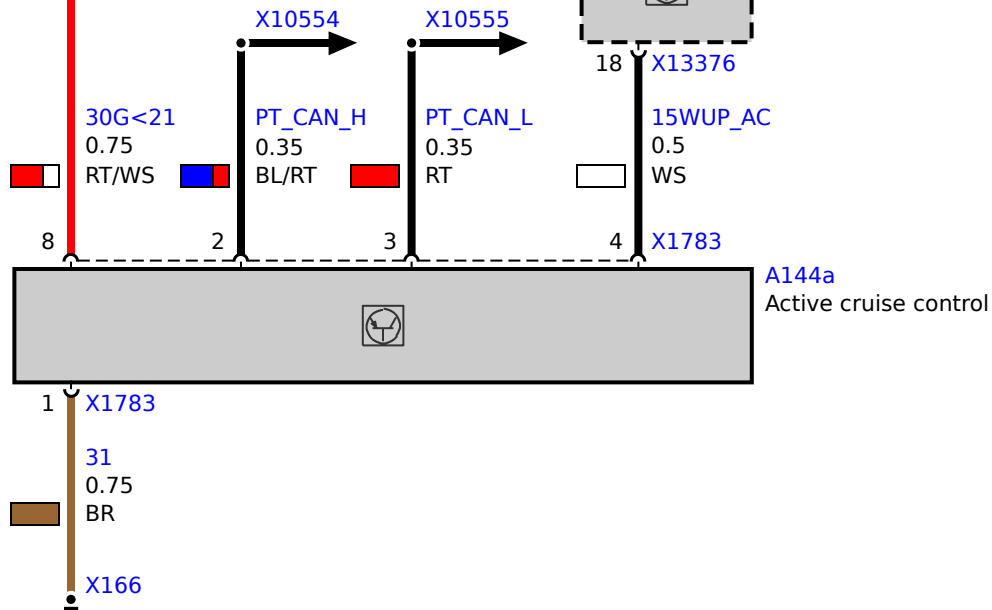 X10554
X10555
18 X13376
30G<21
0.75
RT/WS
PT_CAN_H
0.35
BL/RT
PT_CAN_L
0.35
RT
15WUP_AC
0.5
WS
8
2
3
4 X1783
A144a
Active cruise control
1 X1783
31
0.75
BR
X166